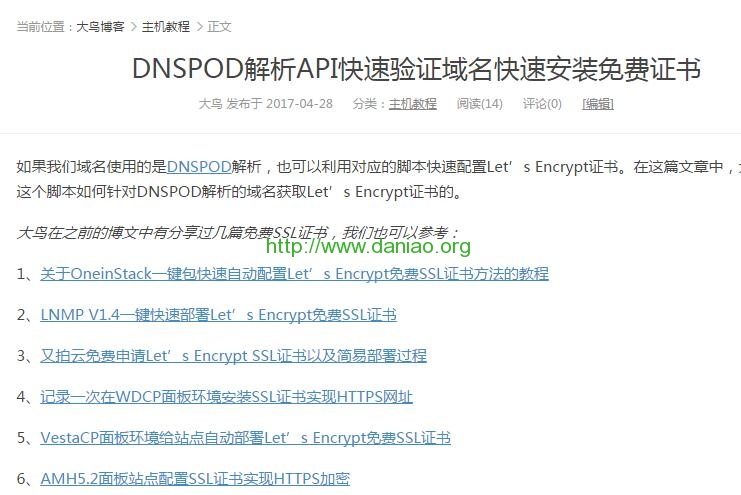 当前位置：大鸟博客 > 主机教程 > 正文
DNSPOD解析API快速验证域名快速安装免费证书
大鸟 发布于 2017-04-28 分类：主机教程 阅读(14) 评论(0) [编辑]
如果我们域名使用的是DNSPOD解析，也可以利用对应的脚本快速配置Let’s Encrypt证书。在这篇文章中，
这个脚本如何针对DNSPOD解析的域名获取Let’s Encrypt证书的。
大鸟在之前的博文中有分享过几篇免费SSL证书，我们也可以参考：
http://www.daniao.org
1、关于OneinStack一键包快速自动配置Let’s Encrypt免费SSL证书方法的教程
2、LNMP V1.4一键快速部署Let’s Encrypt免费SSL证书
3、又拍云免费申请Let’s Encrypt SSL证书以及简易部署过程
4、记录一次在WDCP面板环境安装SSL证书实现HTTPS网址
5、VestaCP面板环境给站点自动部署Let’s Encrypt免费SSL证书
6、AMH5.2面板站点配置SSL证书实现HTTPS加密